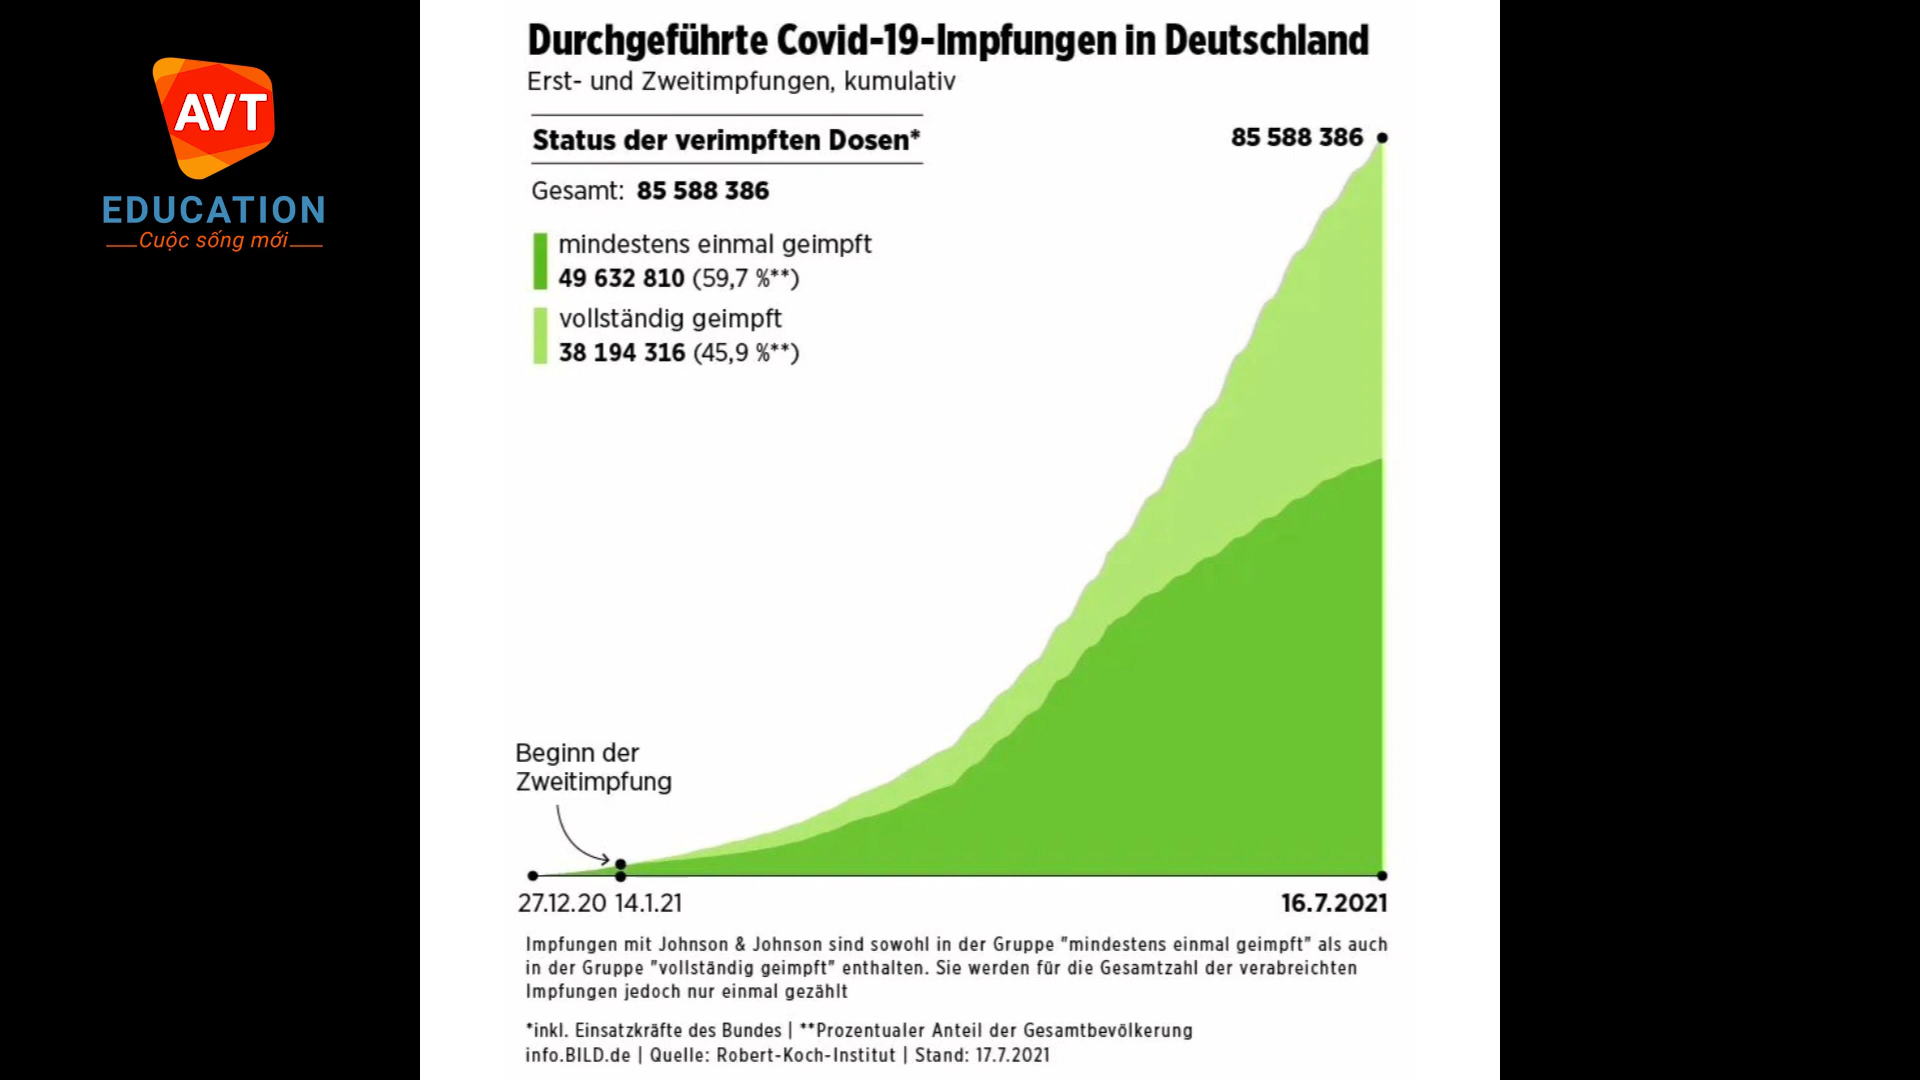 AVT
EDUCATION
Cuộc sống mới
Durchgeführte Covid-19-Impfungen in Deutschland
Erst- und Zweitimpfungen, kumulativ
Status der verimpften Dosen*
Gesamt: 85 588 386
mindestens einmal geimpft
49 632 810 (59,7 %**)
vollständig geimpft
38 194 316 (45,9 %**)
85 588 386
Beginn der
Zweitimpfung
27.12.20 14.1.21
16.7.2021
Impfungen mit Johnson & Johnson sind sowohl in der Gruppe "mindestens einmal geimpft" als auch
in der Gruppe "vollständig geimpft" enthalten. Sie werden für die Gesamtzahl der verabreichten
Impfungen jedoch nur einmal gezählt
*inkl. Einsatzkräfte des Bundes | **Prozentualer Anteil der Gesamtbevölkerung
info.BILD.de | Quelle: Robert-Koch-Institut | Stand: 17.7.2021